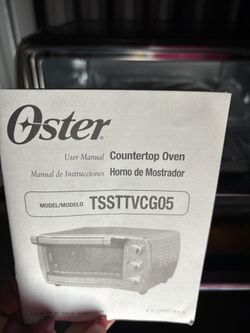 Oster
User Manual Countertop Oven
Manual de Instrucciones Horno de Mostrador
MODEL/MODELO TSSTTVCG05